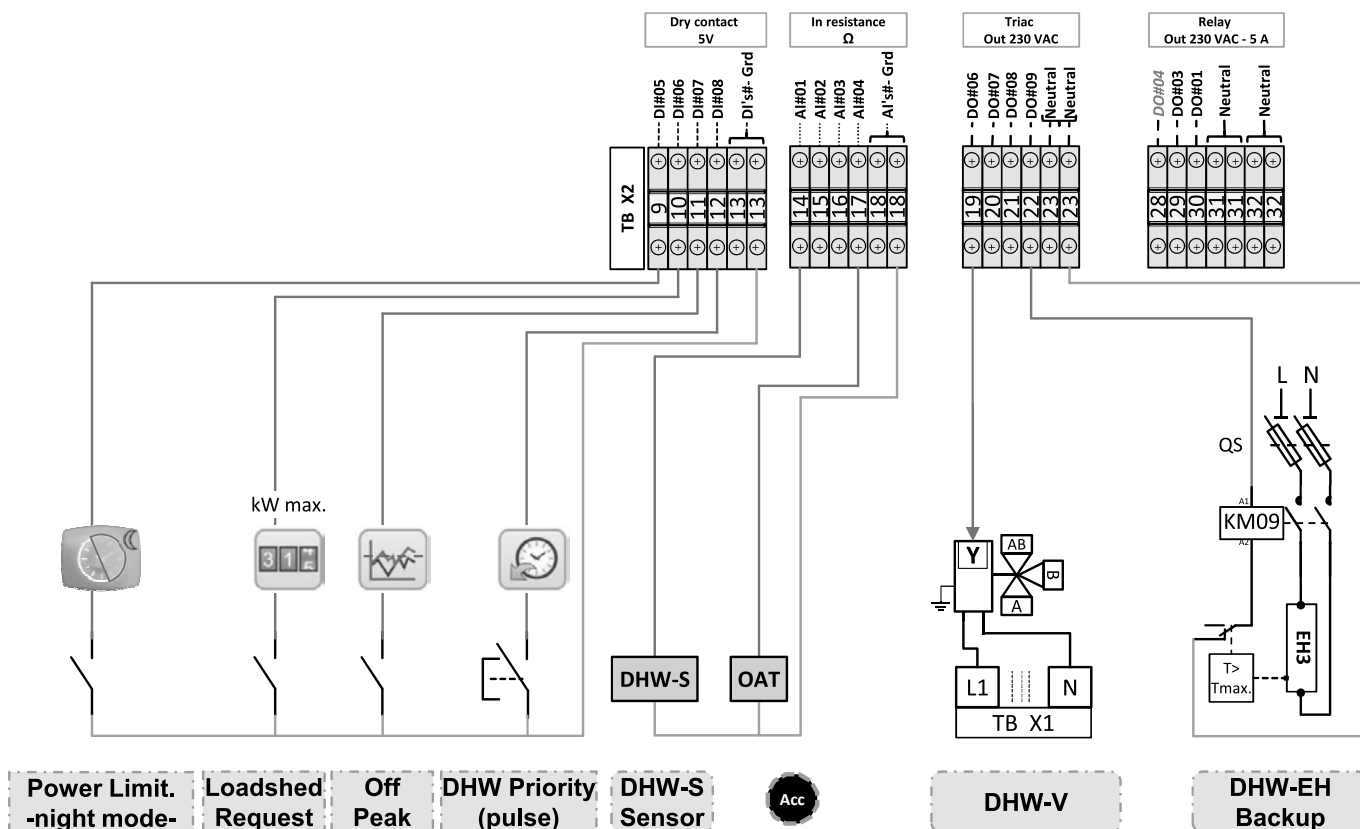 Dry contact
5V
In resistance
Ω
Triac
Out 230 VAC
Relay
Out 230 VAC - 5 A
DI#05
DI#06
DI#07
DI#08
DI's#- Grd
AI#01
AI#02
AI#03
AI#04
AI's#- Grd
DO#06
DO#07
DO#08
DO#09
Neutral
Neutral
DO#04
DO#03
DO#01
Neutral
Neutral
TB X2
9
10
11
12
13
13
14
15
16
17
18
18
19
20
21
22
23
23
28
29
30
31
31
32
32
L N
QS
kW max.
A1
KM09
A2
3 1
Y
AB
B
A
EH3
T>
Tmax.
DHW-S
OAT
L1
N
TB X1
Power Limit.
-night mode-
Loadshed
Request
Off
Peak
DHW Priority
(pulse)
DHW-S
Sensor
Acc
DHW-V
DHW-EH
Backup